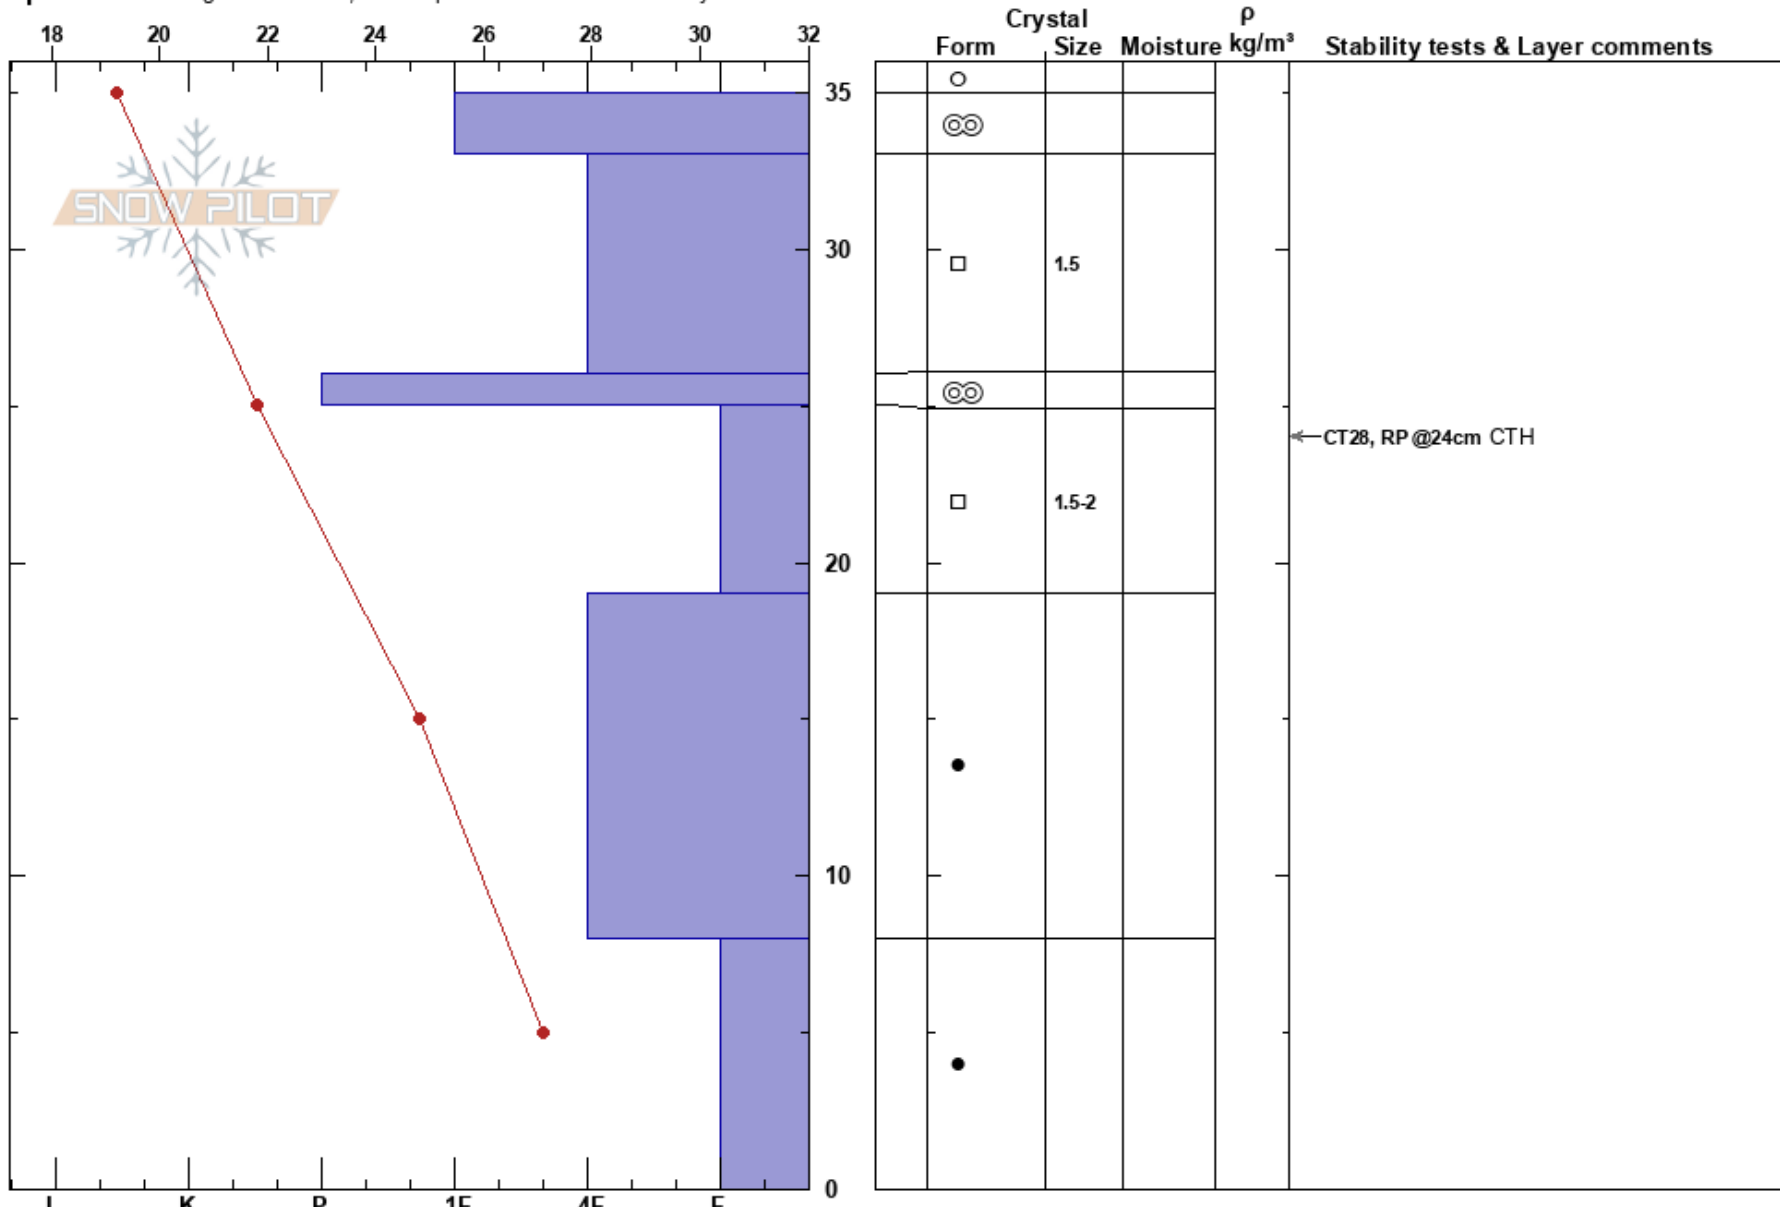 Crystal ρ
Form Size Moisture kg/m³ Stability tests & Layer comments
18 20 22 24 26 28 30 32
35
SNOW PILOT
30
1.5
CT28, RP @24cm CTH
1.5-2
20
10
0
I K P 1F 4F F